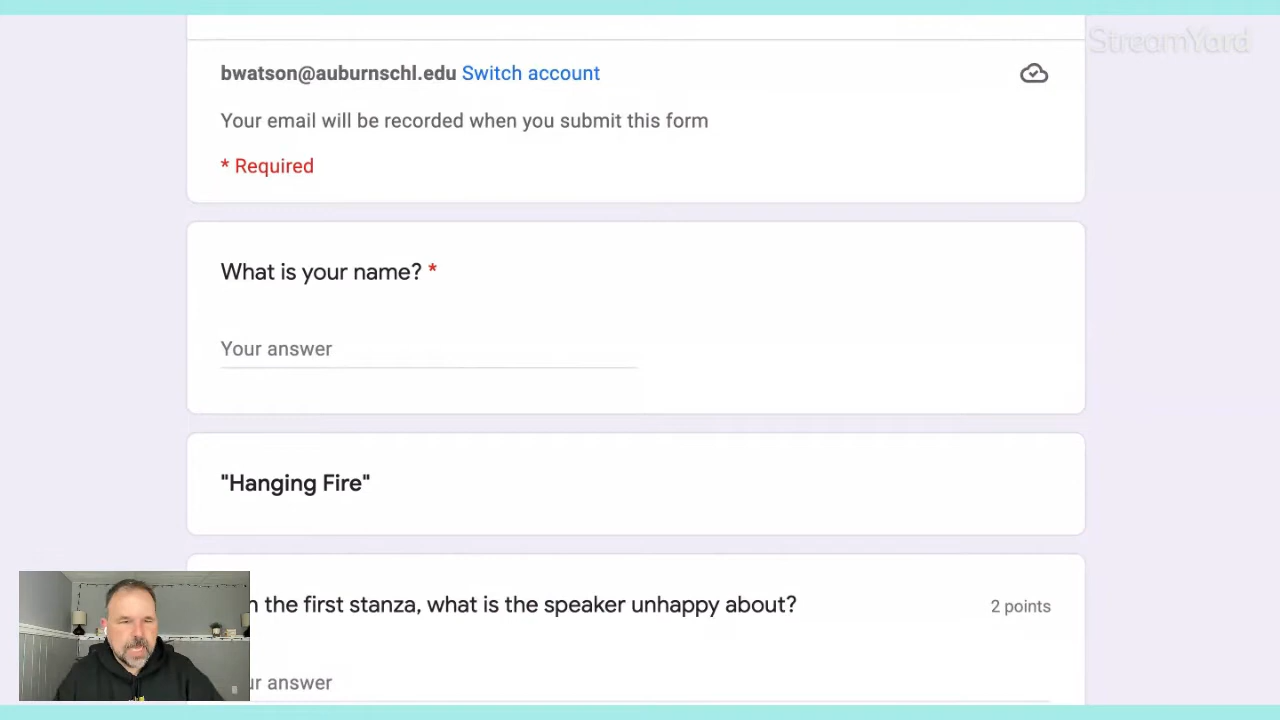 StreamYard
bwatson@auburnschl.edu Switch account
Your email will be recorded when you submit this form
* Required
What is your name? *
Your answer
"Hanging Fire"
the first stanza, what is the speaker unhappy about? 2 points
answer